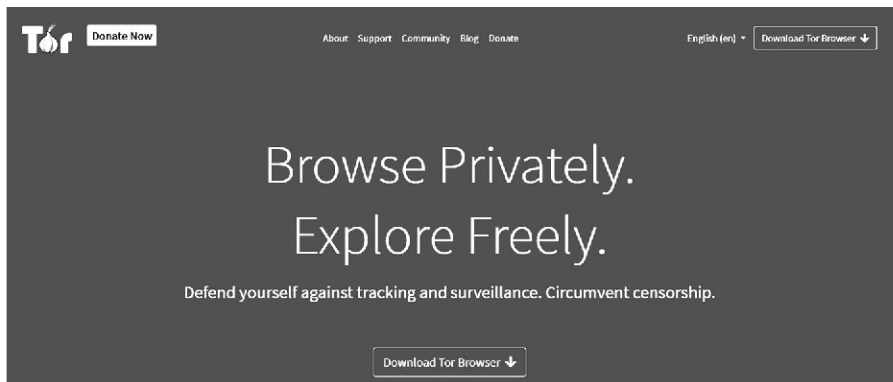 Tor Donate Now About Support Community Blog Donate English (en) Download Tor Browser
Browse Privately.
Explore Freely.
Defend yourself against tracking and surveillance. Circumvent censorship.
Download Tor Browser